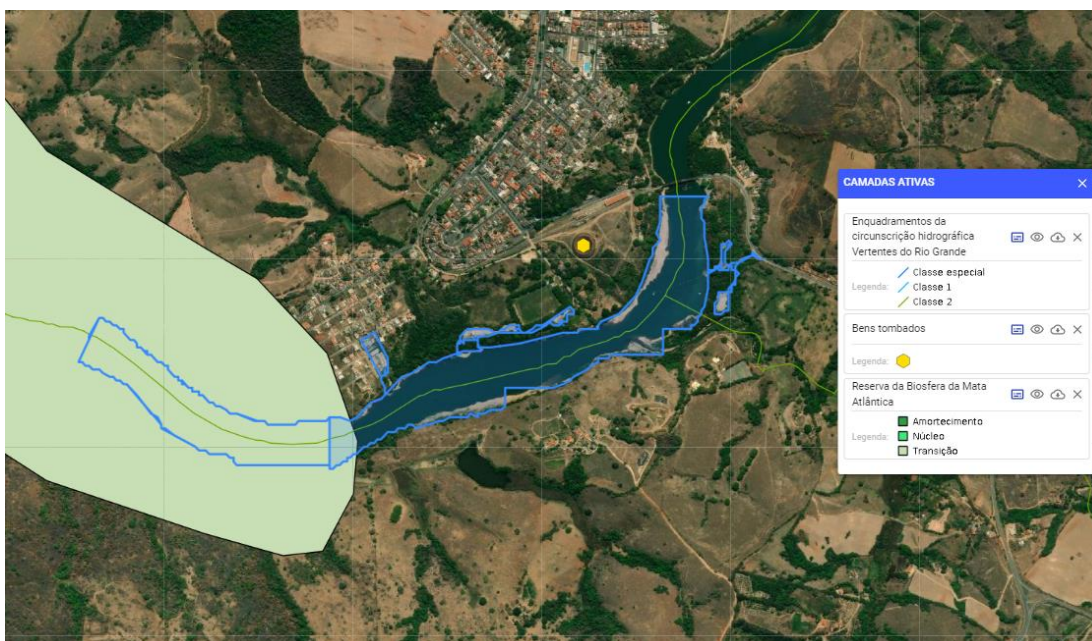 CAMADAS ATIVAS
Enquadramentos da
circunscrição hidrográfica
Vertentes do Rio Grande
Legenda:
Classe especial
Classe 1
Classe 2
Bens tombados
Legenda:
Reserva da Biosfera da Mata
Atlântica
Legenda:
Amortecimento
Núcleo
Transição